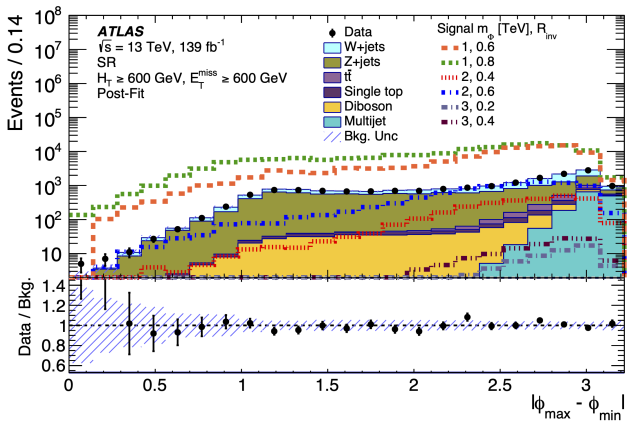 ATLAS
√s = 13 TeV, 139 fb⁻¹
SR
H_T ≥ 600 GeV, E_T^miss ≥ 600 GeV
Post-Fit
Data
W+jets
Z+jets
tt̄
Single top
Diboson
Multijet
Bkg. Unc
Signal m_Φ [TeV], R_inv
1, 0.6
1, 0.8
2, 0.4
2, 0.6
3, 0.2
3, 0.4
Events / 0.14
10⁸
10⁷
10⁶
10⁵
10⁴
10³
10²
10
Data / Bkg.
1.4
1.2
1
0.8
0.6
0 0.5 1 1.5 2 2.5 3
|ϕ_max - ϕ_min|